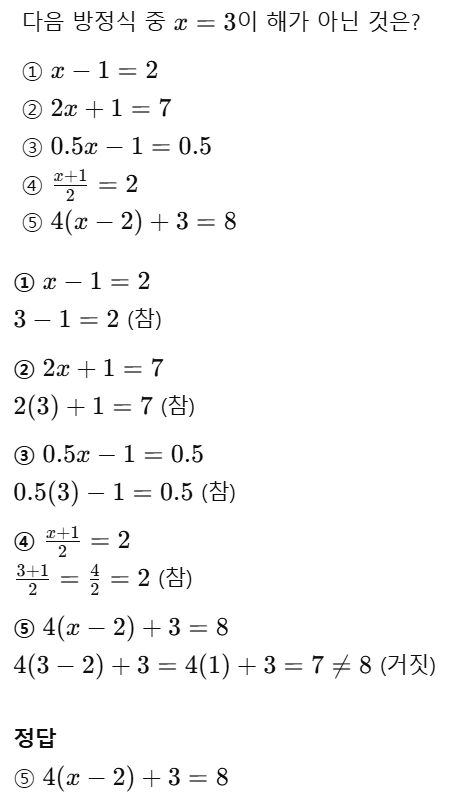 다음 방정식 중 x = 3이 해가 아닌 것은?
① x − 1 = 2
② 2x + 1 = 7
③ 0.5x − 1 = 0.5
④ \frac{x+1}{2} = 2
⑤ 4(x − 2) + 3 = 8
① x − 1 = 2
3 − 1 = 2 (참)
② 2x + 1 = 7
2(3) + 1 = 7 (참)
③ 0.5x − 1 = 0.5
0.5(3) − 1 = 0.5 (참)
④ \frac{x+1}{2} = 2
\frac{3+1}{2} = \frac{4}{2} = 2 (참)
⑤ 4(x − 2) + 3 = 8
4(3 − 2) + 3 = 4(1) + 3 = 7 ≠ 8 (거짓)
정답
⑤ 4(x − 2) + 3 = 8